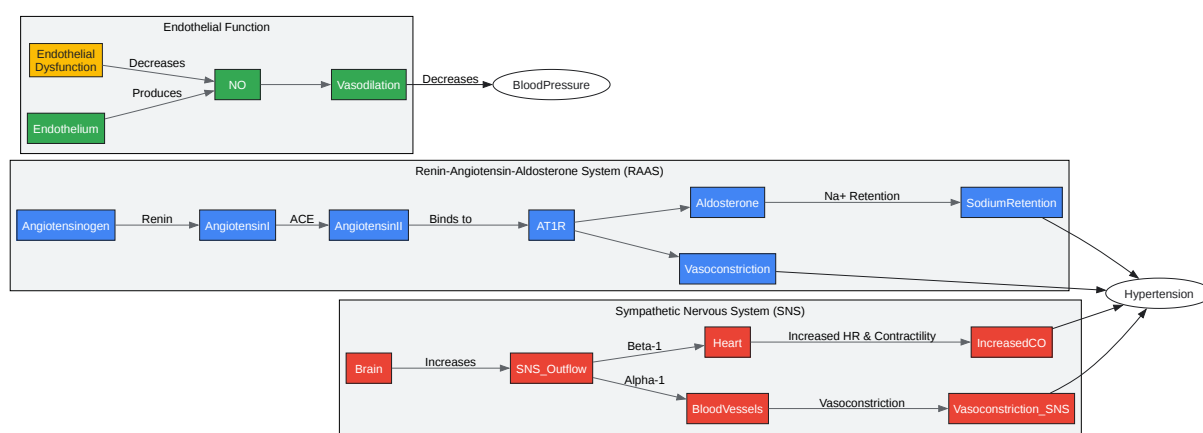 Endothelial Function
Endothelial
Dysfunction
Decreases
NO
Vasodilation
Decreases
BloodPressure
Produces
Endothelium
Renin-Angiotensin-Aldosterone System (RAAS)
Angiotensinogen
Renin
AngiotensinI
ACE
AngiotensinII
Binds to
AT1R
Aldosterone
Na+ Retention
SodiumRetention
Vasoconstriction
Hypertension
Sympathetic Nervous System (SNS)
Brain
Increases
SNS_Outflow
Beta-1
Heart
Increased HR & Contractility
IncreasedCO
Alpha-1
BloodVessels
Vasoconstriction
Vasoconstriction_SNS